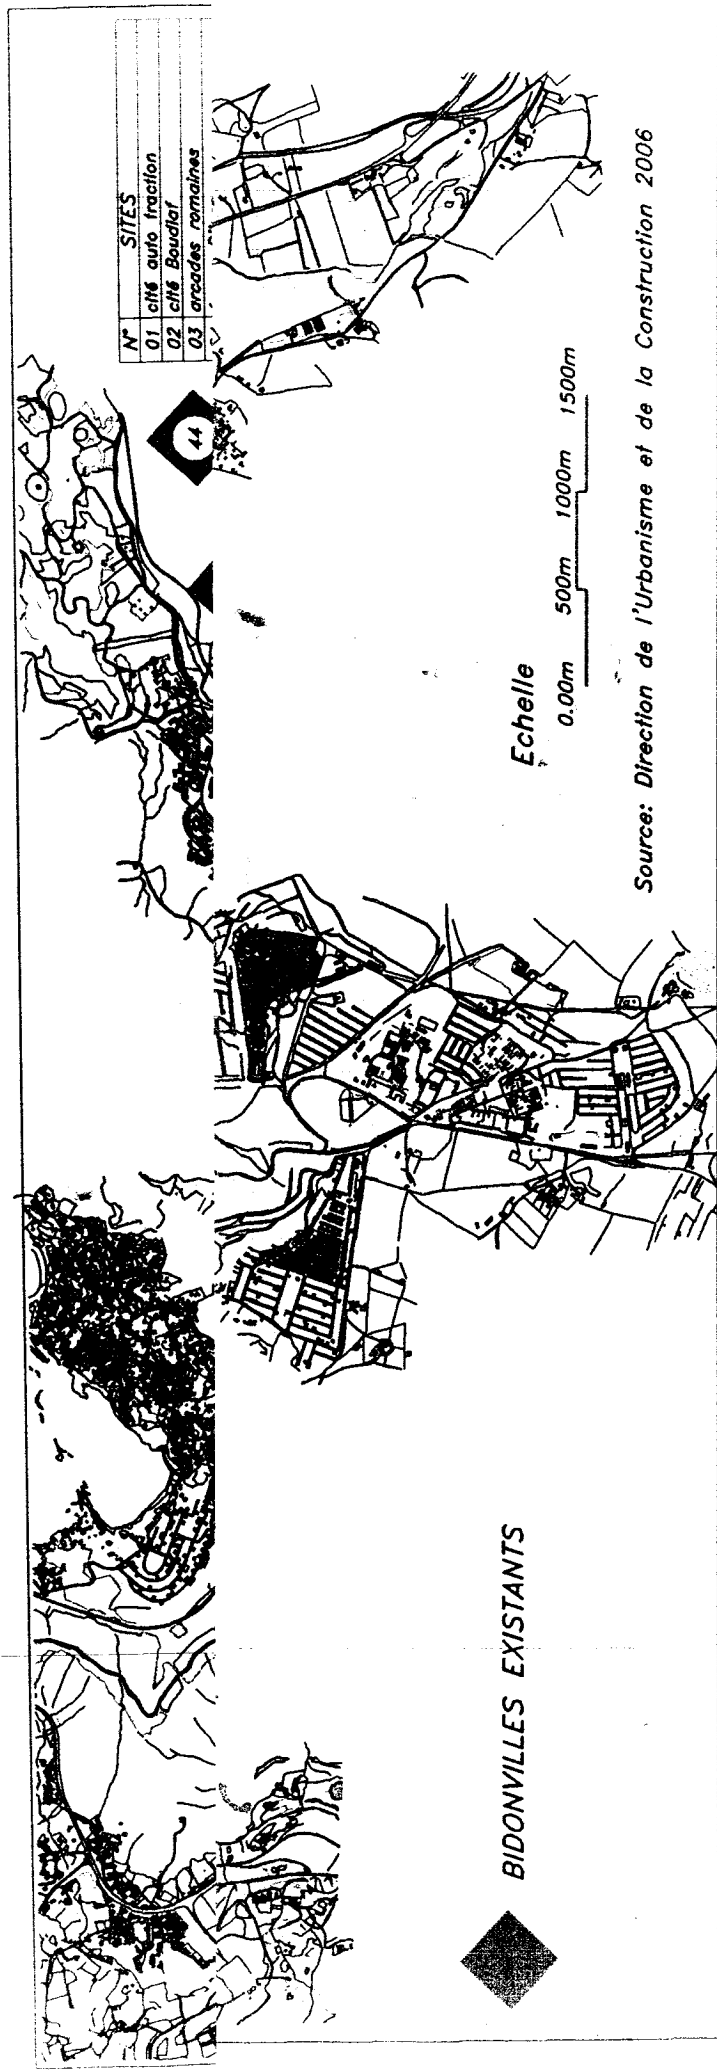 N° SITES
01 cité auto traction
02 cité Boudiaf
03 arcades romaines
44
Echelle
0.00m 500m 1000m 1500m
BIDONVILLES EXISTANTS
Source: Direction de l'Urbanisme et de la Construction 2006